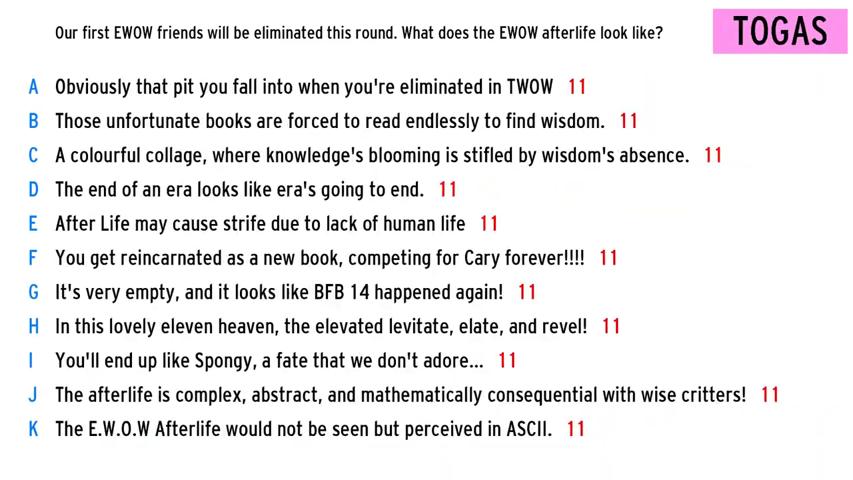 Our first EWOW friends will be eliminated this round. What does the EWOW afterlife look like?
TOGAS
A Obviously that pit you fall into when you're eliminated in TWOW 11
B Those unfortunate books are forced to read endlessly to find wisdom. 11
C A colourful collage, where knowledge's blooming is stifled by wisdom's absence. 11
D The end of an era looks like era's going to end. 11
E After Life may cause strife due to lack of human life 11
F You get reincarnated as a new book, competing for Cary forever!!!! 11
G It's very empty, and it looks like BFB 14 happened again! 11
H In this lovely eleven heaven, the elevated levitate, elate, and revel! 11
I You'll end up like Spongy, a fate that we don't adore... 11
J The afterlife is complex, abstract, and mathematically consequential with wise critters! 11
K The E.W.O.W Afterlife would not be seen but perceived in ASCII. 11